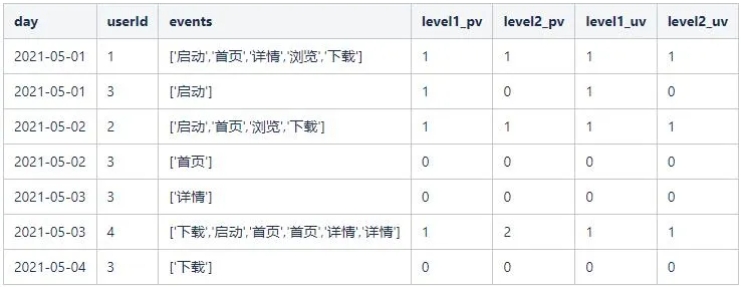 day userId events level1_pv level2_pv level1_uv level2_uv
2021-05-01 1 ['启动','首页','详情','浏览','下载'] 1 1 1 1
2021-05-01 3 ['启动'] 1 0 1 0
2021-05-02 2 ['启动','首页','浏览','下载'] 1 1 1 1
2021-05-02 3 ['首页'] 0 0 0 0
2021-05-03 3 ['详情'] 0 0 0 0
2021-05-03 4 ['下载','启动','首页','首页','详情','详情'] 1 2 1 1
2021-05-04 3 ['下载'] 0 0 0 0